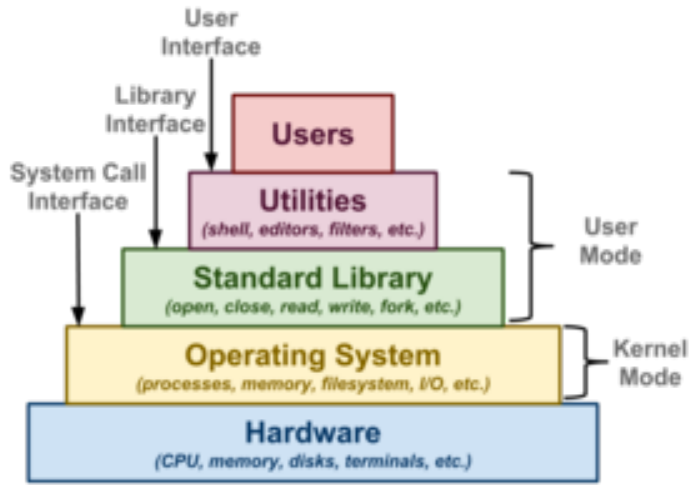 User
Interface
Library
Interface
System Call
Interface
Users
Utilities
(shell, editors, filters, etc.)
User
Mode
Standard Library
(open, close, read, write, fork, etc.)
Operating System
(processes, memory, filesystem, I/O, etc.)
Kernel
Mode
Hardware
(CPU, memory, disks, terminals, etc.)